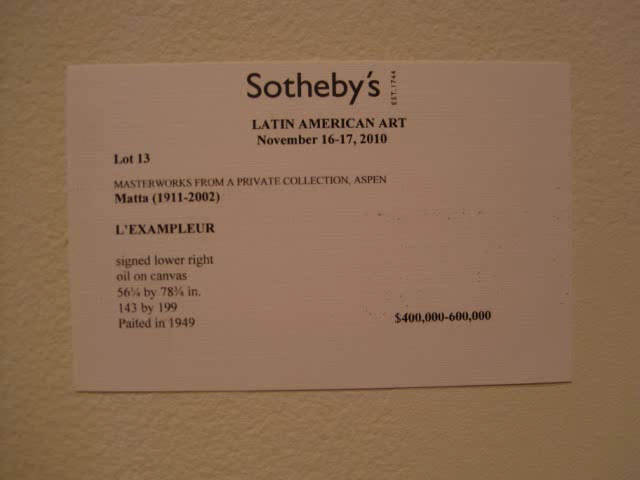 Sotheby's EST. 1744
LATIN AMERICAN ART
November 16-17, 2010
Lot 13
MASTERWORKS FROM A PRIVATE COLLECTION, ASPEN
Matta (1911-2002)
L'EXAMPLEUR
signed lower right
oil on canvas
56¼ by 78¾ in.
143 by 199
Paited in 1949
$400,000-600,000